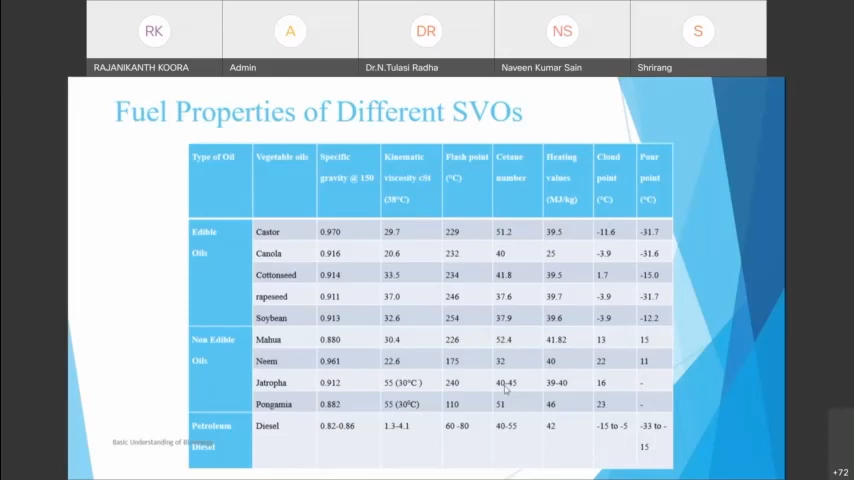 RK A DR NS S
RAJANIKANTH KOORA Admin Dr.N.Tulasi Radha Naveen Kumar Sain Shrirang
Fuel Properties of Different SVOs
Type of Oil Vegetable oils Specific gravity @ 150 Kinematic viscosity cSt (38°C) Flash point (°C) Cetane number Heating values (MJ/kg) Cloud point (°C) Pour point (°C)
Edible Oils
Castor 0.970 29.7 229 51.2 39.5 -11.6 -31.7
Canola 0.916 20.6 232 40 25 -3.9 -31.6
Cottonseed 0.914 33.5 234 41.8 39.5 1.7 -15.0
rapeseed 0.911 37.0 246 37.6 39.7 -3.9 -31.7
Soybean 0.913 32.6 254 37.9 39.6 -3.9 -12.2
Non Edible Oils
Mahua 0.880 30.4 226 52.4 41.82 13 15
Neem 0.961 22.6 175 32 40 22 11
Jatropha 0.912 55 (30°C ) 240 40-45 39-40 16 -
Pongamia 0.882 55 (30°C) 110 51 46 23 -
Petroleum Diesel
Diesel 0.82-0.86 1.3-4.1 60 -80 40-55 42 -15 to -5 -33 to -15
Basic Understanding of
+72